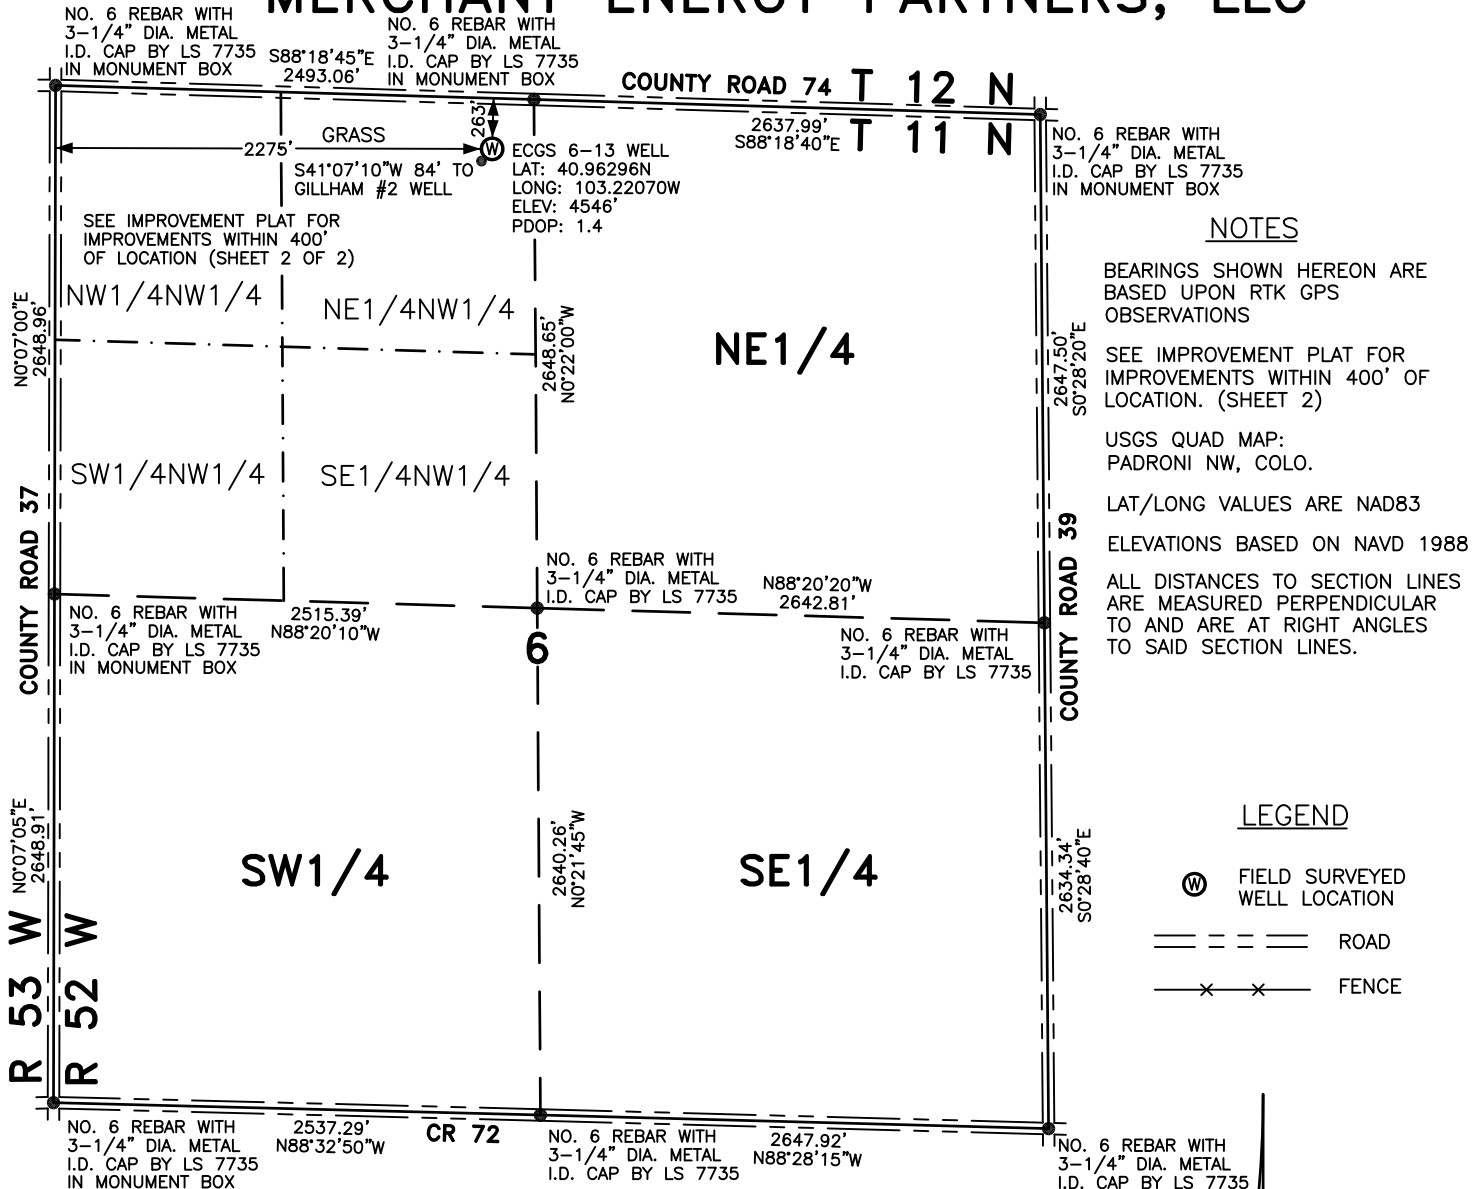 MERCHANT ENERGY PARTNERS, LLC
NO. 6 REBAR WITH
3-1/4" DIA. METAL
I.D. CAP BY LS 7735
IN MONUMENT BOX
S88°18'45"E
2493.06'
NO. 6 REBAR WITH
3-1/4" DIA. METAL
I.D. CAP BY LS 7735
IN MONUMENT BOX
COUNTY ROAD 74
T 12 N
2637.99'
S88°18'40"E
T 11 N
NO. 6 REBAR WITH
3-1/4" DIA. METAL
I.D. CAP BY LS 7735
IN MONUMENT BOX
263'
GRASS
2275'
W
S41°07'10"W 84' TO
GILLHAM #2 WELL
ECGS 6-13 WELL
LAT: 40.96296N
LONG: 103.22070W
ELEV: 4546'
PDOP: 1.4
SEE IMPROVEMENT PLAT FOR
IMPROVEMENTS WITHIN 400'
OF LOCATION (SHEET 2 OF 2)
NW1/4NW1/4
NE1/4NW1/4
N0°07'00"E
2648.96'
2648.65'
N0°22'00"W
NE1/4
2647.50'
S0°28'20"E
SW1/4NW1/4
SE1/4NW1/4
COUNTY ROAD 37
COUNTY ROAD 39
NO. 6 REBAR WITH
3-1/4" DIA. METAL
I.D. CAP BY LS 7735
N88°20'20"W
2642.81'
NO. 6 REBAR WITH
3-1/4" DIA. METAL
I.D. CAP BY LS 7735
IN MONUMENT BOX
2515.39'
N88°20'10"W
6
NO. 6 REBAR WITH
3-1/4" DIA. METAL
I.D. CAP BY LS 7735
N0°07'05"E
2648.91'
SW1/4
2640.26'
N0°21'45"W
SE1/4
2634.34'
S0°28'40"E
R 53 W
R 52 W
NO. 6 REBAR WITH
3-1/4" DIA. METAL
I.D. CAP BY LS 7735
IN MONUMENT BOX
2537.29'
N88°32'50"W
CR 72
NO. 6 REBAR WITH
3-1/4" DIA. METAL
I.D. CAP BY LS 7735
2647.92'
N88°28'15"W
NO. 6 REBAR WITH
3-1/4" DIA. METAL
I.D. CAP BY LS 7735
NOTES
BEARINGS SHOWN HEREON ARE
BASED UPON RTK GPS
OBSERVATIONS
SEE IMPROVEMENT PLAT FOR
IMPROVEMENTS WITHIN 400' OF
LOCATION. (SHEET 2)
USGS QUAD MAP:
PADRONI NW, COLO.
LAT/LONG VALUES ARE NAD83
ELEVATIONS BASED ON NAVD 1988
ALL DISTANCES TO SECTION LINES
ARE MEASURED PERPENDICULAR
TO AND ARE AT RIGHT ANGLES
TO SAID SECTION LINES.
LEGEND
W
FIELD SURVEYED
WELL LOCATION
ROAD
FENCE